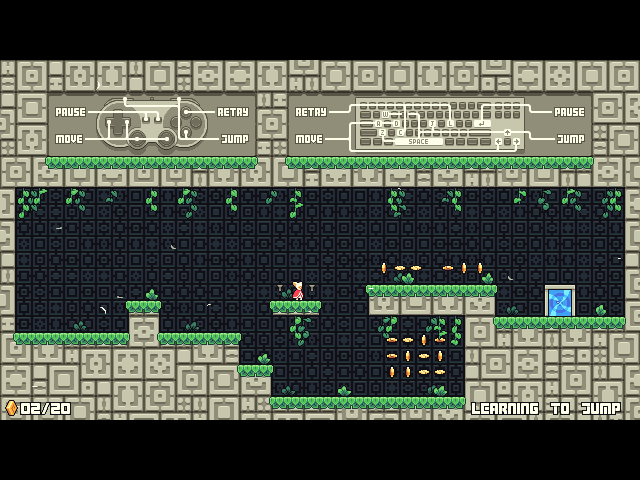 PAUSE RETRY
MOVE JUMP
RETRY PAUSE
MOVE JUMP
SPACE
02/20
LEARNING TO JUMP